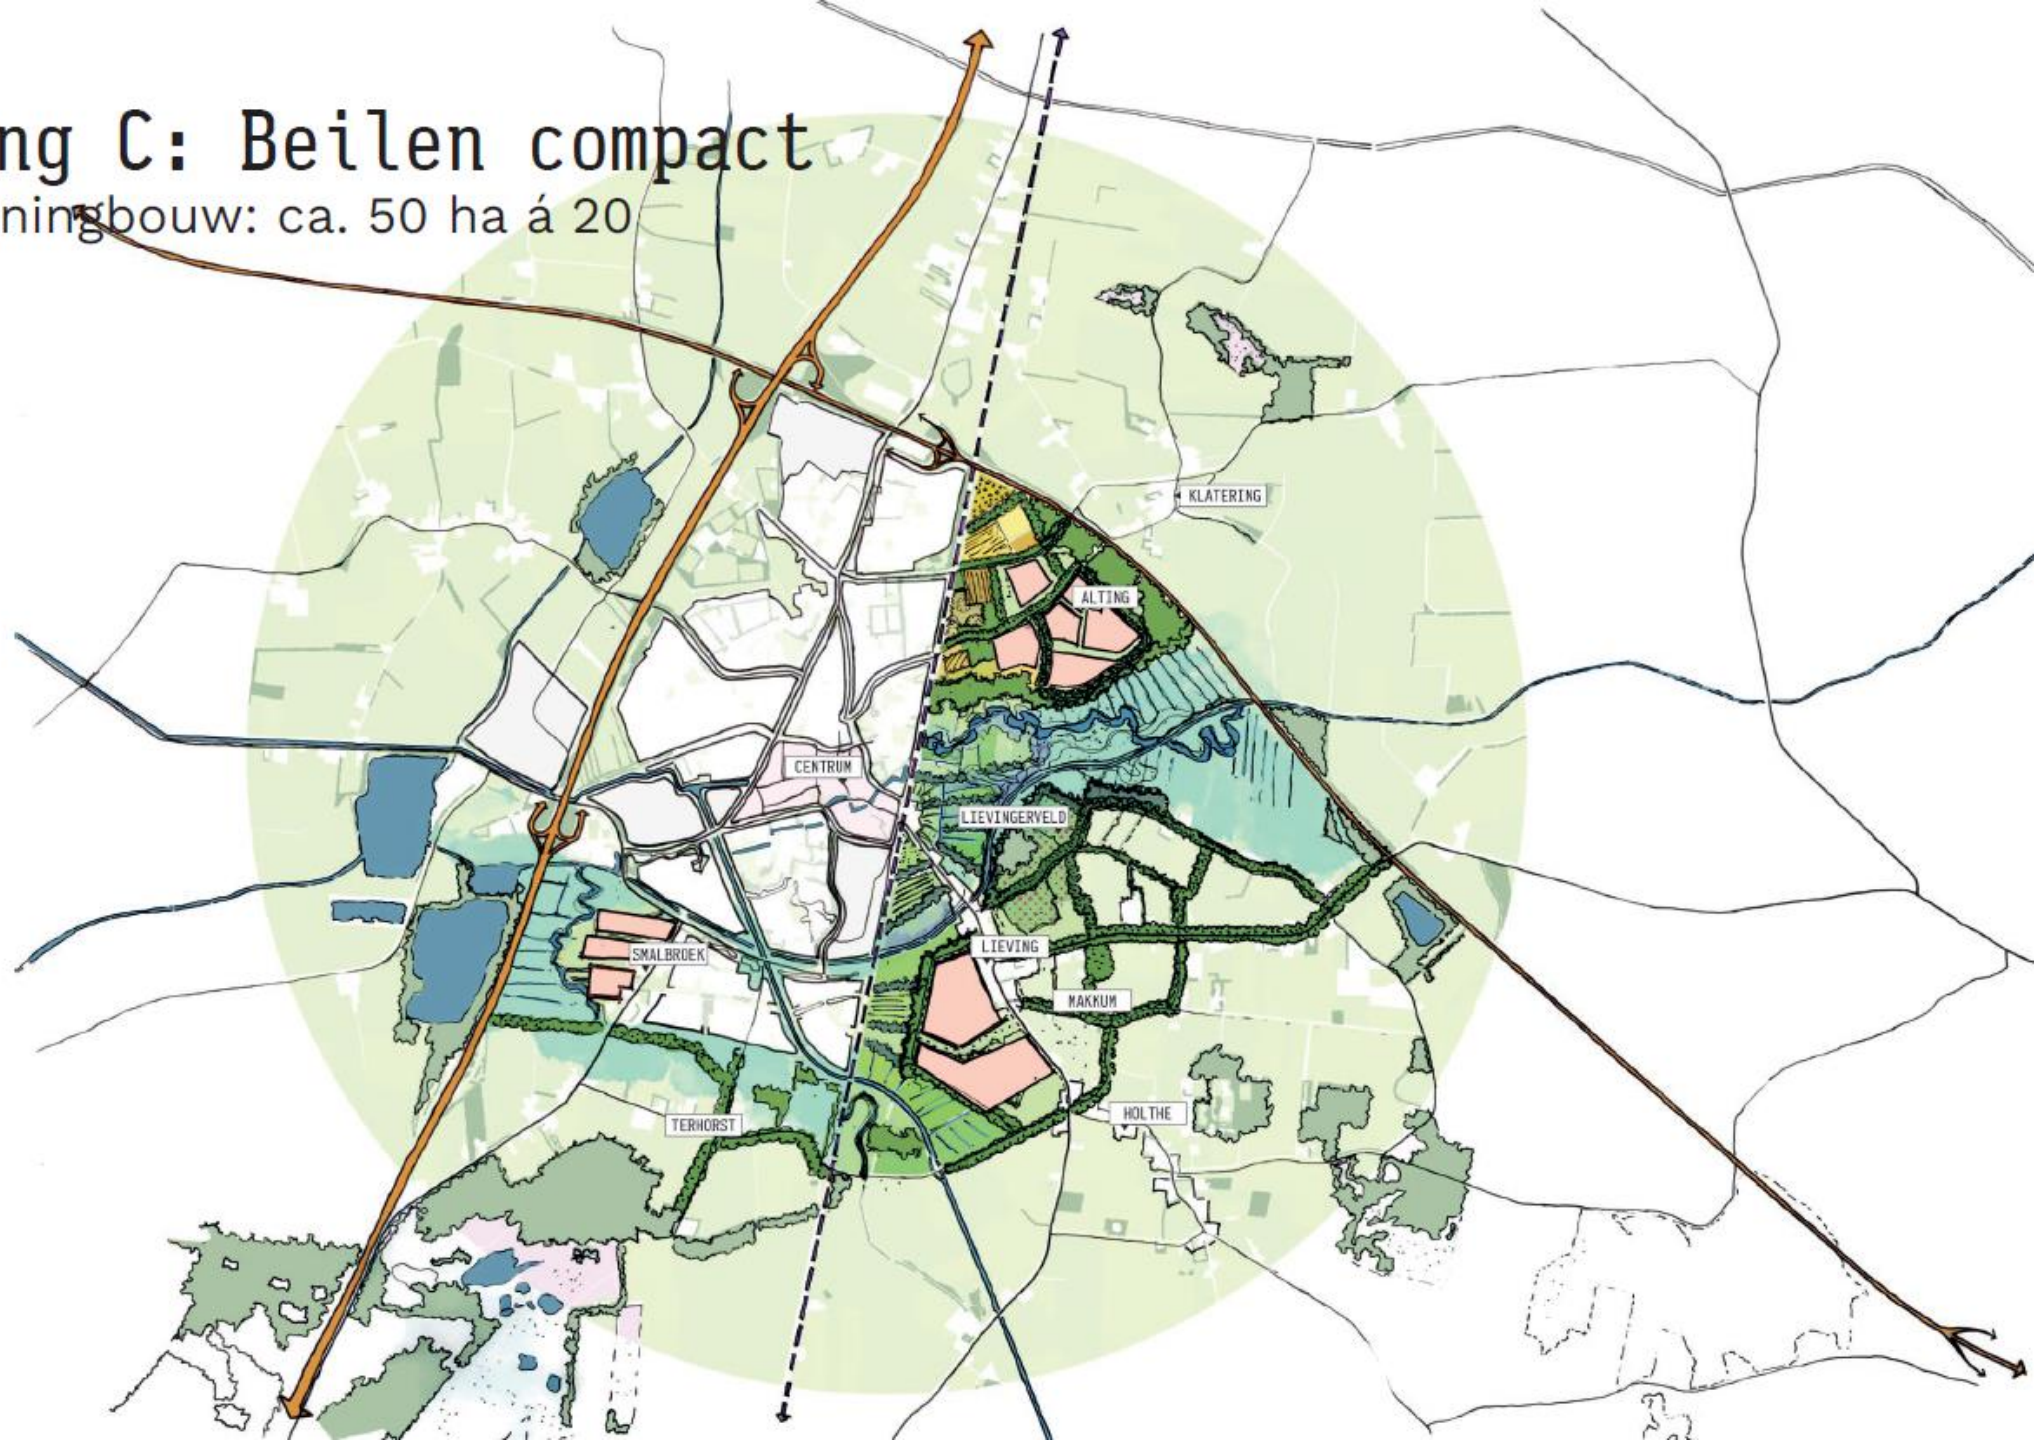 ng C: Beilen compact
ningbouw: ca. 50 ha á 20
KLATERING
ALTING
CENTRUM
LIEVINGERVELD
LIEVING
SMALBROEK
MAKKUM
HOLTHE
TERHORST